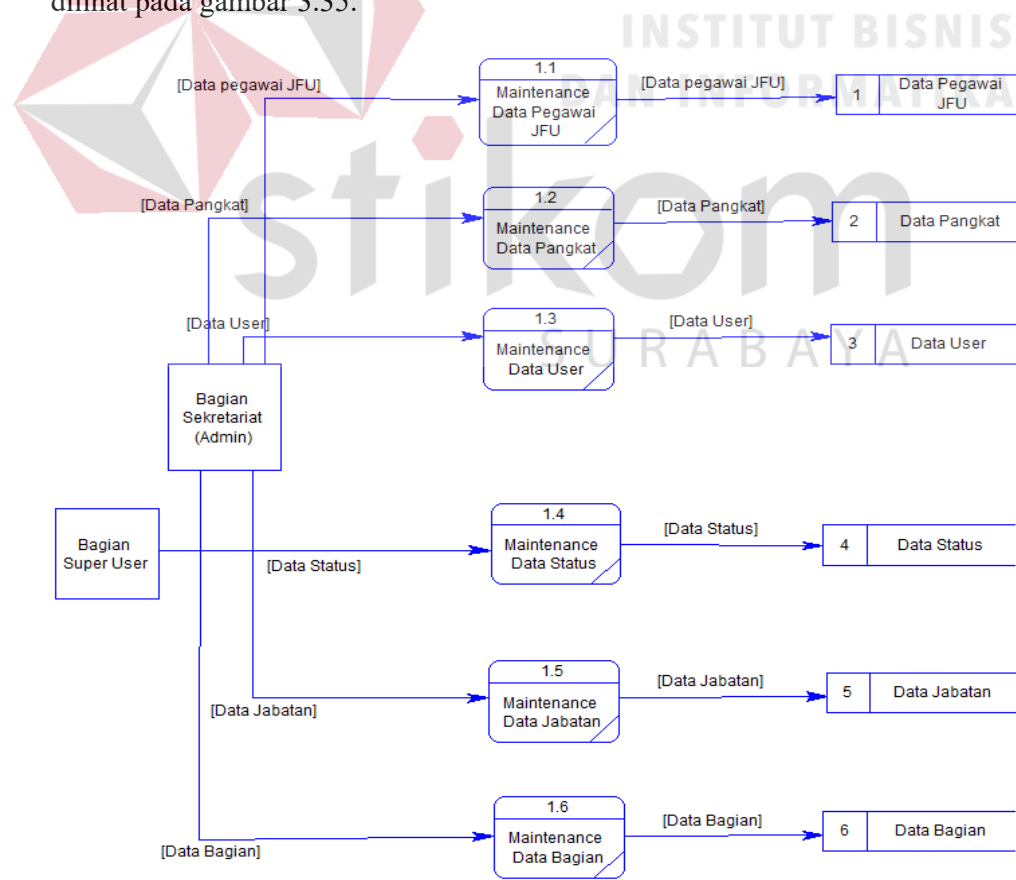 dilihat pada gambar 3.35.
INSTITUT BISNIS
DAN INFORMATIKA
stikom
SURABAYA
[Data pegawai JFU]
1.1
Maintenance
Data Pegawai
JFU
[Data pegawai JFU]
1
Data Pegawai
JFU
[Data Pangkat]
1.2
Maintenance
Data Pangkat
[Data Pangkat]
2
Data Pangkat
[Data User]
1.3
Maintenance
Data User
[Data User]
3
Data User
Bagian
Sekretariat
(Admin)
Bagian
Super User
[Data Status]
1.4
Maintenance
Data Status
[Data Status]
4
Data Status
[Data Jabatan]
1.5
Maintenance
Data Jabatan
[Data Jabatan]
5
Data Jabatan
[Data Bagian]
1.6
Maintenance
Data Bagian
[Data Bagian]
6
Data Bagian